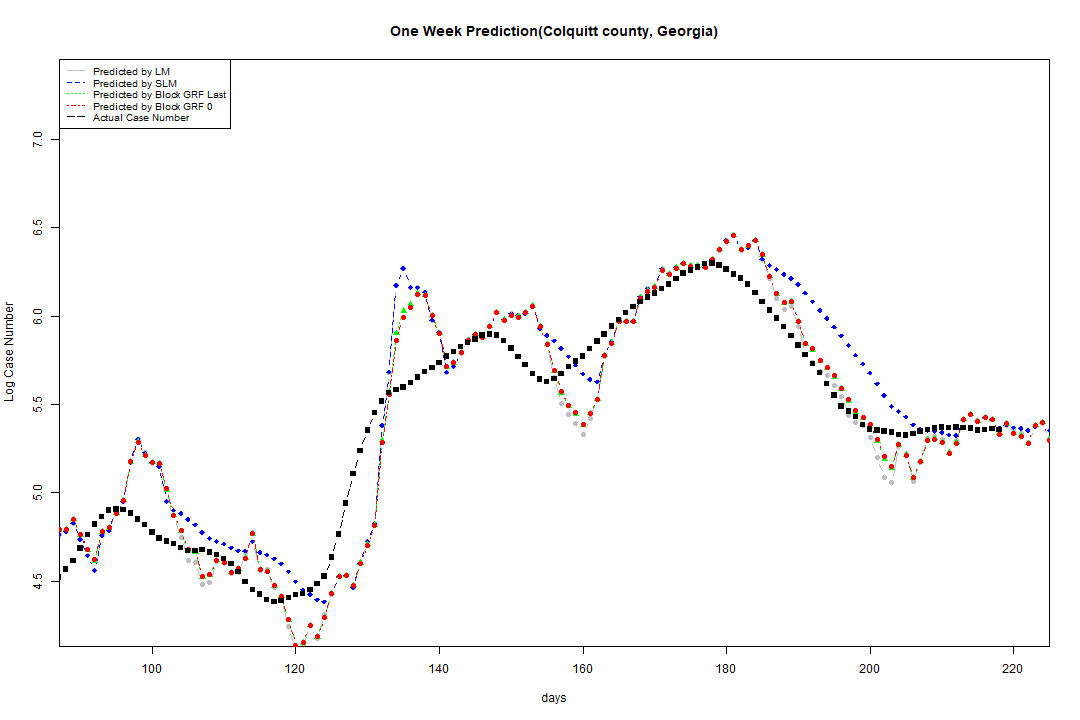 One Week Prediction(Colquitt county, Georgia)
Predicted by LM
Predicted by SLM
Predicted by Block GRF Last
Predicted by Block GRF 0
Actual Case Number
Log Case Number
7.0
6.5
6.0
5.5
5.0
4.5
100 120 140 160 180 200 220
days